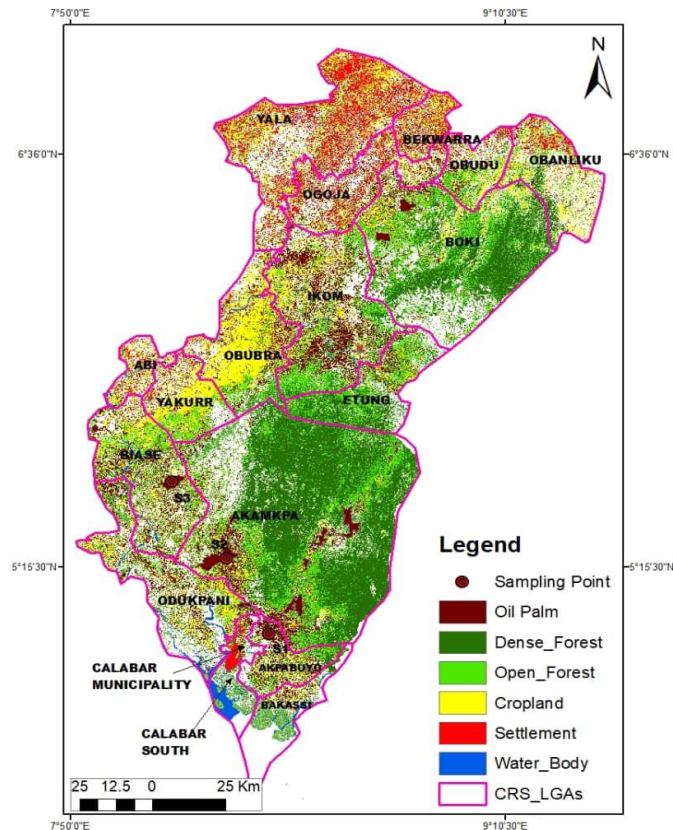 7°50'0"E
9°10'30"E
N
YALA
BEKWARRA
6°36'0"N
OBUDU
OBANLIKU
6°36'0"N
OGOJA
BOKI
IKOM
OBUBRA
ABI
YAKURR
ETUNG
BIASE
S3
AKAMKPA
S2
5°15'30"N
5°15'30"N
ODUKPANI
S1
CALABAR
MUNICIPALITY
AKPABUYO
BAKASSI
CALABAR
SOUTH
Legend
Sampling Point
Oil Palm
Dense_Forest
Open_Forest
Cropland
Settlement
Water_Body
CRS_LGAs
25 12.5 0 25 Km
7°50'0"E
9°10'30"E